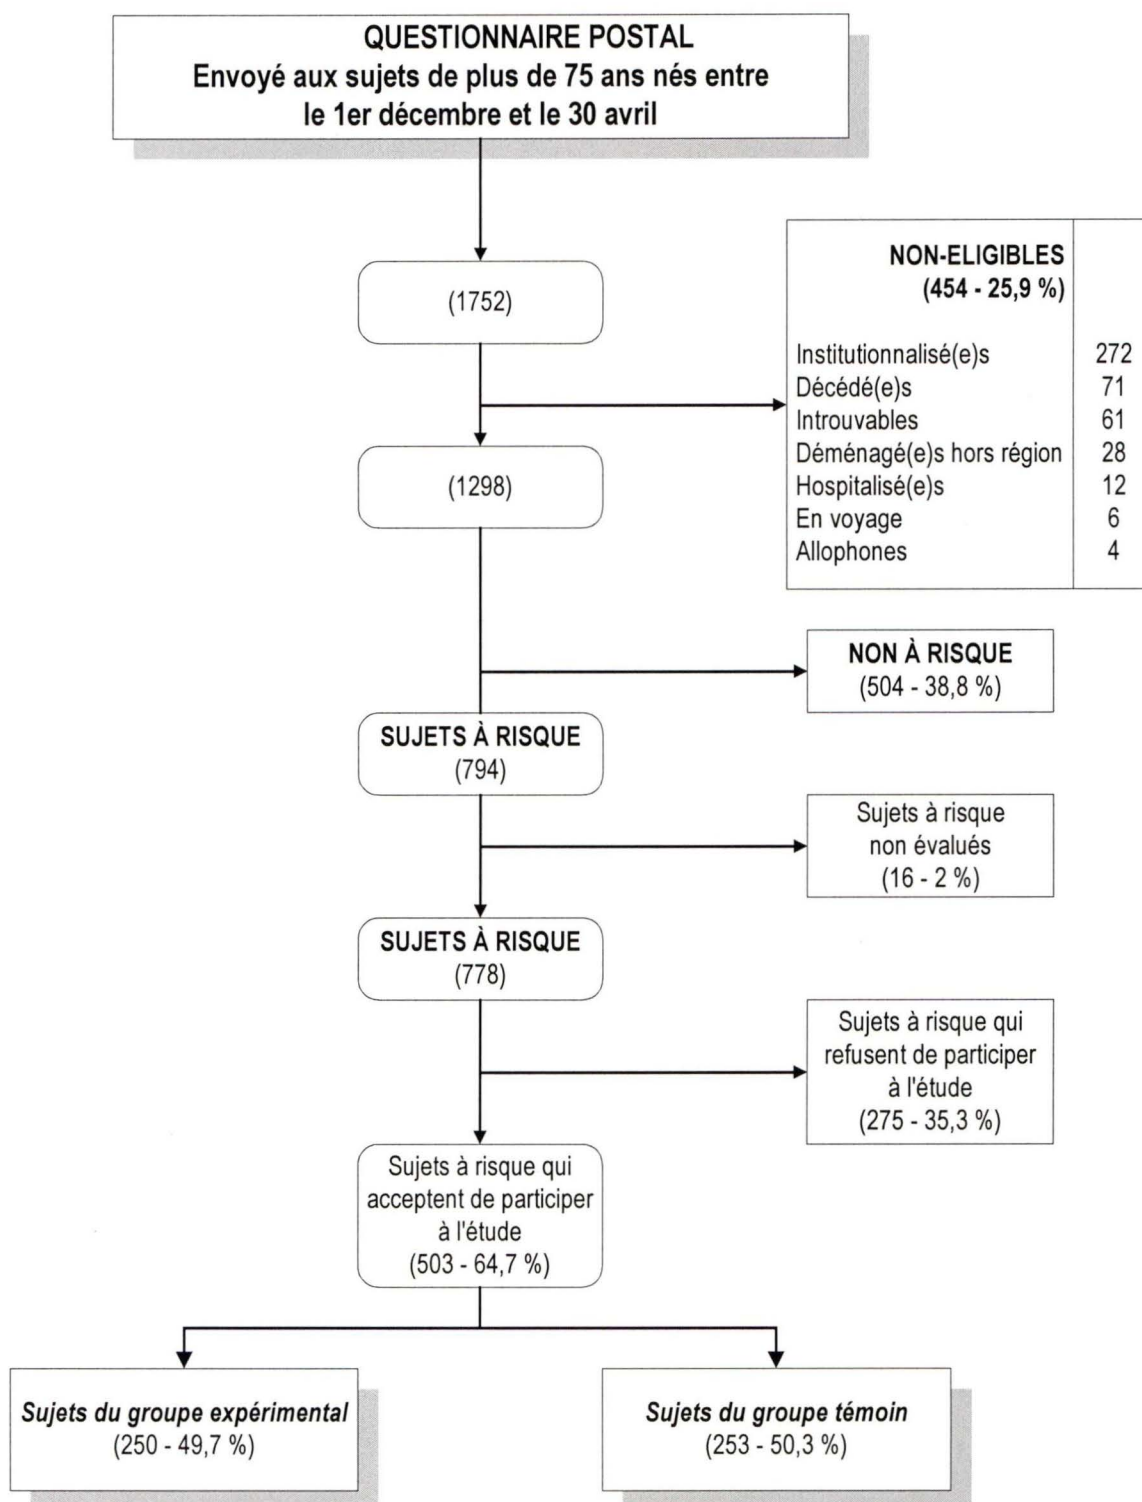 QUESTIONNAIRE POSTAL
Envoyé aux sujets de plus de 75 ans nés entre
le 1er décembre et le 30 avril
(1752)
NON-ELIGIBLES
(454 - 25,9 %)
Institutionnalisé(e)s 272
Décédé(e)s 71
Introuvables 61
Déménagé(e)s hors région 28
Hospitalisé(e)s 12
En voyage 6
Allophones 4
(1298)
NON À RISQUE
(504 - 38,8 %)
SUJETS À RISQUE
(794)
Sujets à risque
non évalués
(16 - 2 %)
SUJETS À RISQUE
(778)
Sujets à risque qui
refusent de participer
à l'étude
(275 - 35,3 %)
Sujets à risque qui
acceptent de participer
à l'étude
(503 - 64,7 %)
Sujets du groupe expérimental
(250 - 49,7 %)
Sujets du groupe témoin
(253 - 50,3 %)